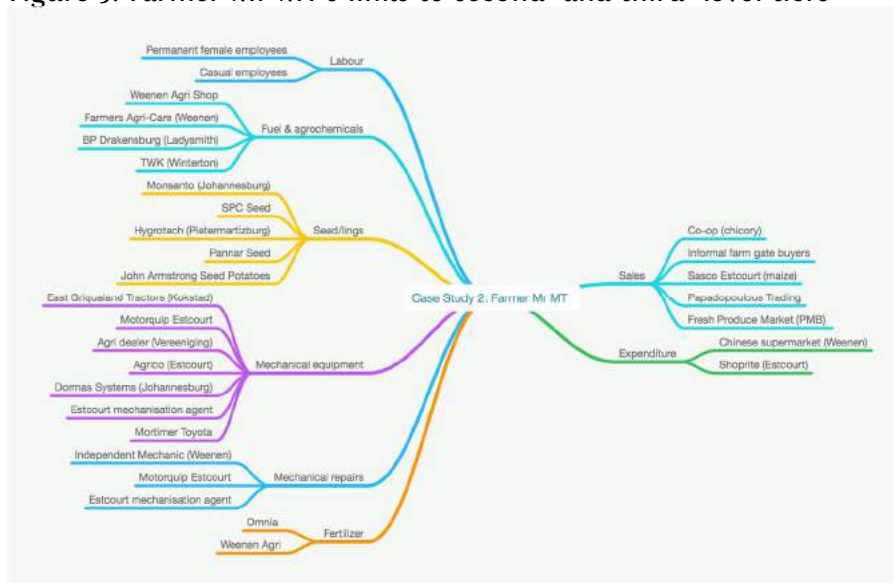 Permanent female employees
Casual employees
Labour
Weenen Agri Shop
Farmers Agri-Care (Weenen)
BP Drakensburg (Ladysmith)
TWK (Winterton)
Fuel & agrochemicals
Monsanto (Johannesburg)
SPC Seed
Hygrotach (Pietermartizburg)
Pannar Seed
John Armstrong Seed Potatoes
Seed/lings
East Griqualand Tractors (Kokstad)
Motorquip Estcourt
Agri dealer (Vereeniging)
Agrico (Estcourt)
Dormas Systems (Johannesburg)
Estcourt mechanisation agent
Mortimer Toyota
Mechanical equipment
Independent Mechanic (Weenen)
Motorquip Estcourt
Estcourt mechanisation agent
Mechanical repairs
Omnia
Weenen Agri
Fertilizer
Case Study 2. Farmer Mr MT
Sales
Co-op (chicory)
Informal farm gate buyers
Sasco Estcourt (maize)
Papadopoulous Trading
Fresh Produce Market (PMB)
Expenditure
Chinese supermarket (Weenen)
Shoprite (Estcourt)